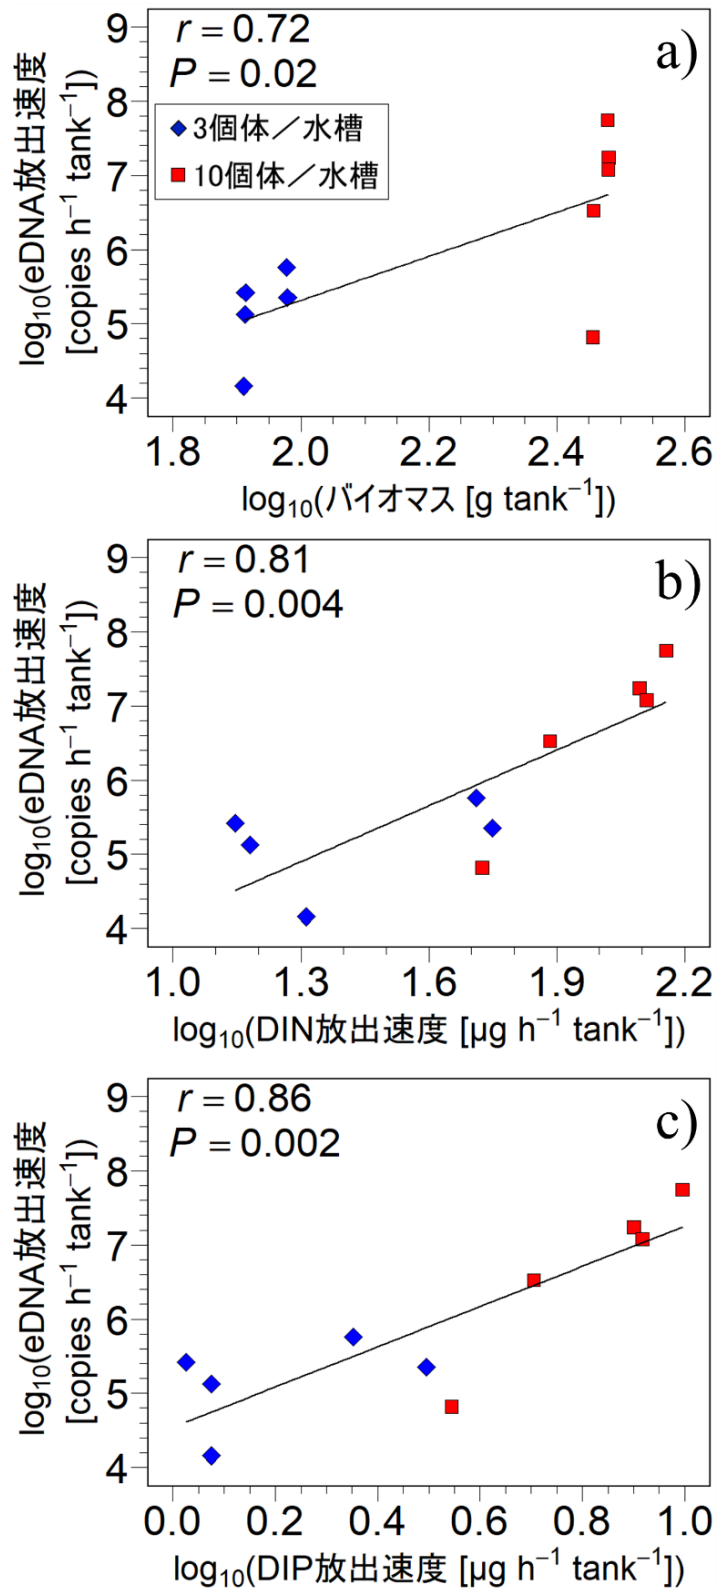 r = 0.72
P = 0.02
a)
3個体／水槽
10個体／水槽
9
8
7
6
5
4
log₁₀(eDNA放出速度
[copies h⁻¹ tank⁻¹])
1.8 2.0 2.2 2.4 2.6
log₁₀(バイオマス [g tank⁻¹])
r = 0.81
P = 0.004
b)
9
8
7
6
5
4
log₁₀(eDNA放出速度
[copies h⁻¹ tank⁻¹])
1.0 1.3 1.6 1.9 2.2
log₁₀(DIN放出速度 [µg h⁻¹ tank⁻¹])
r = 0.86
P = 0.002
c)
9
8
7
6
5
4
log₁₀(eDNA放出速度
[copies h⁻¹ tank⁻¹])
0.0 0.2 0.4 0.6 0.8 1.0
log₁₀(DIP放出速度 [µg h⁻¹ tank⁻¹])